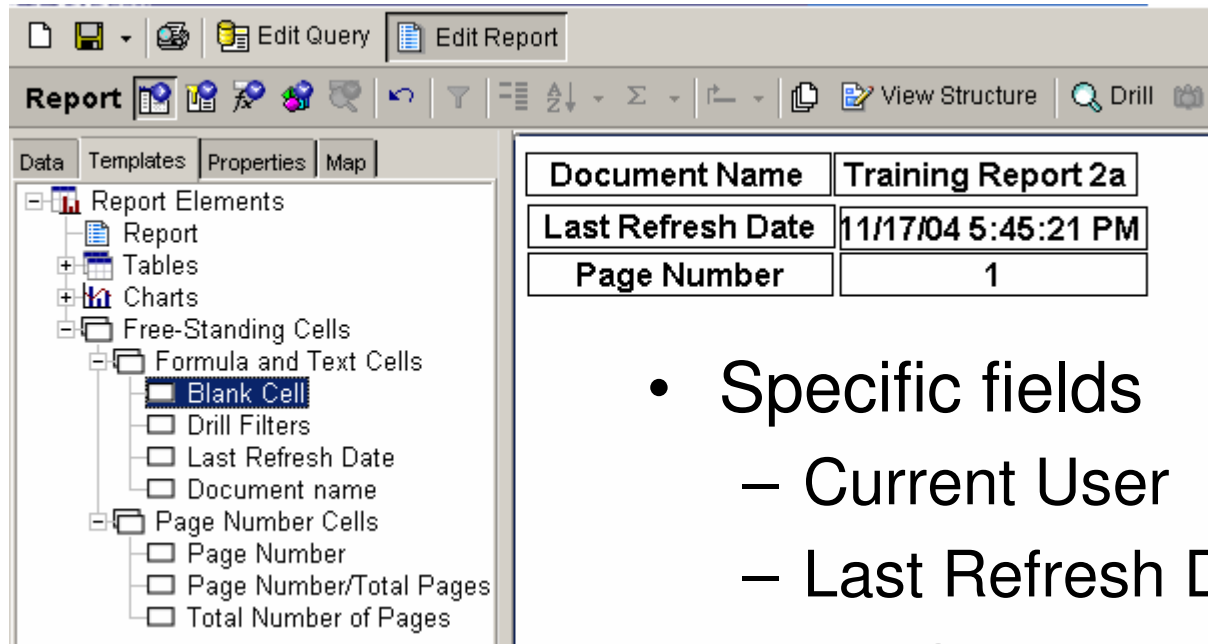 Edit Query Edit Report
Report View Structure Drill
Data Templates Properties Map
Report Elements
Report
Tables
Charts
Free-Standing Cells
Formula and Text Cells
Blank Cell
Drill Filters
Last Refresh Date
Document name
Page Number Cells
Page Number
Page Number/Total Pages
Total Number of Pages
Document Name Training Report 2a
Last Refresh Date 11/17/04 5:45:21 PM
Page Number 1
• Specific fields
– Current User
– Last Refresh